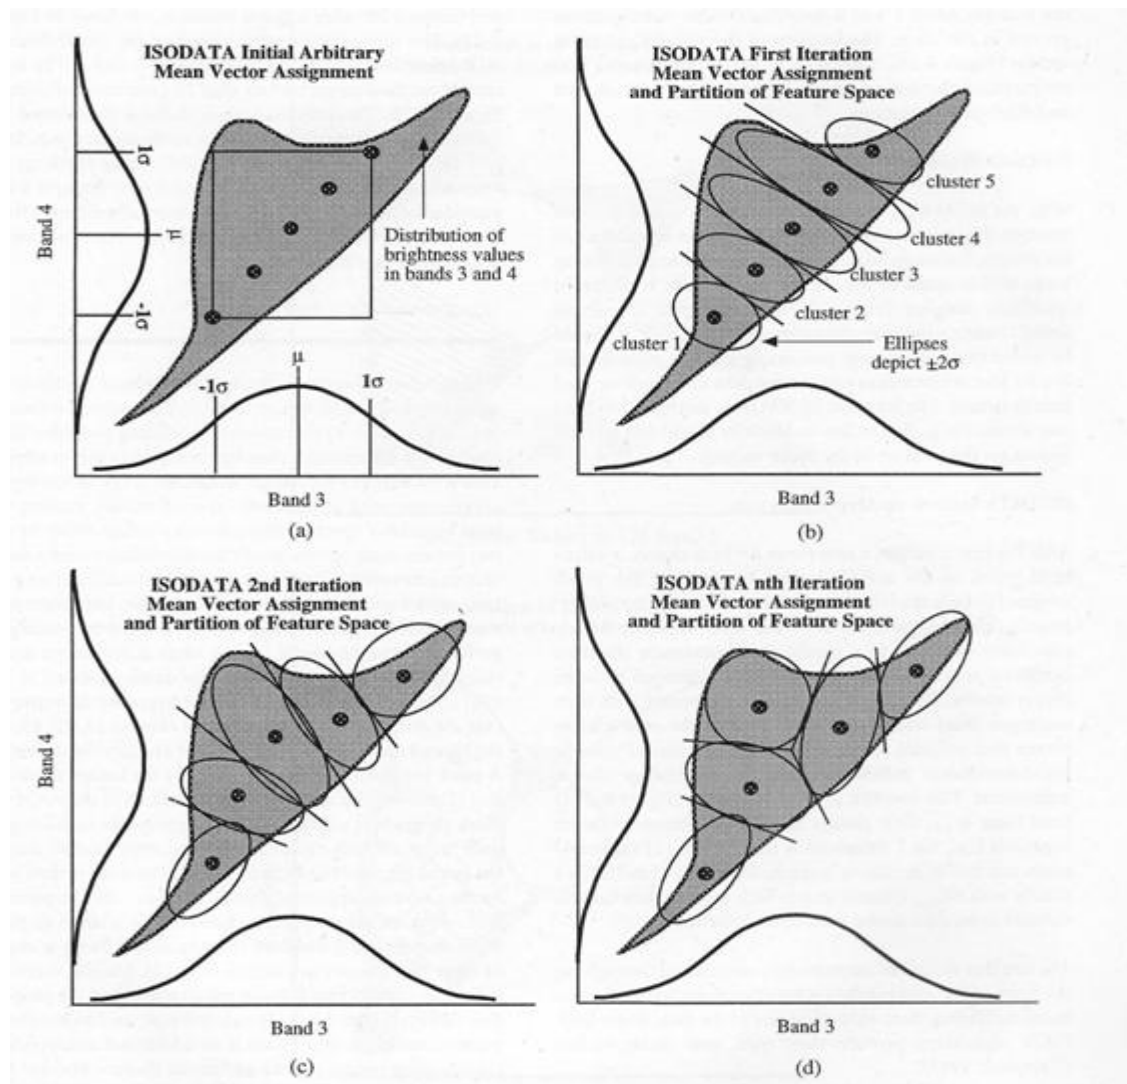 ISODATA Initial Arbitrary
Mean Vector Assignment
1σ
μ
-1σ
Band 4
Distribution of
brightness values
in bands 3 and 4
-1σ
μ
1σ
Band 3
(a)
ISODATA First Iteration
Mean Vector Assignment
and Partition of Feature Space
cluster 5
cluster 4
cluster 3
cluster 2
cluster 1
Ellipses
depict ±2σ
Band 3
(b)
ISODATA 2nd Iteration
Mean Vector Assignment
and Partition of Feature Space
Band 4
Band 3
(c)
ISODATA nth Iteration
Mean Vector Assignment
and Partition of Feature Space
Band 3
(d)